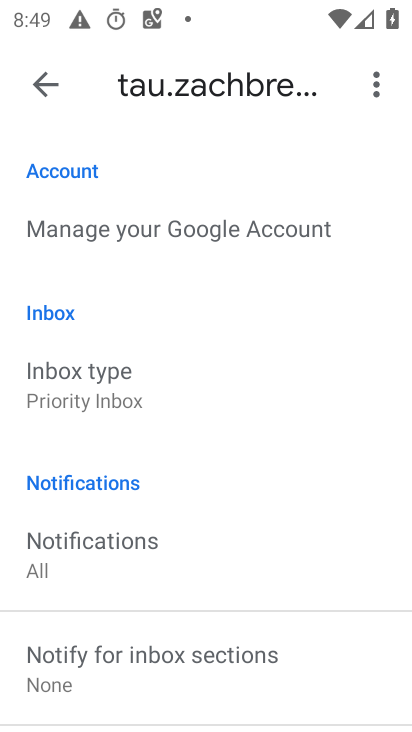 8:49
tau.zachbre...
Account
Manage your Google Account
Inbox
Inbox type
Priority Inbox
Notifications
Notifications
All
Notify for inbox sections
None